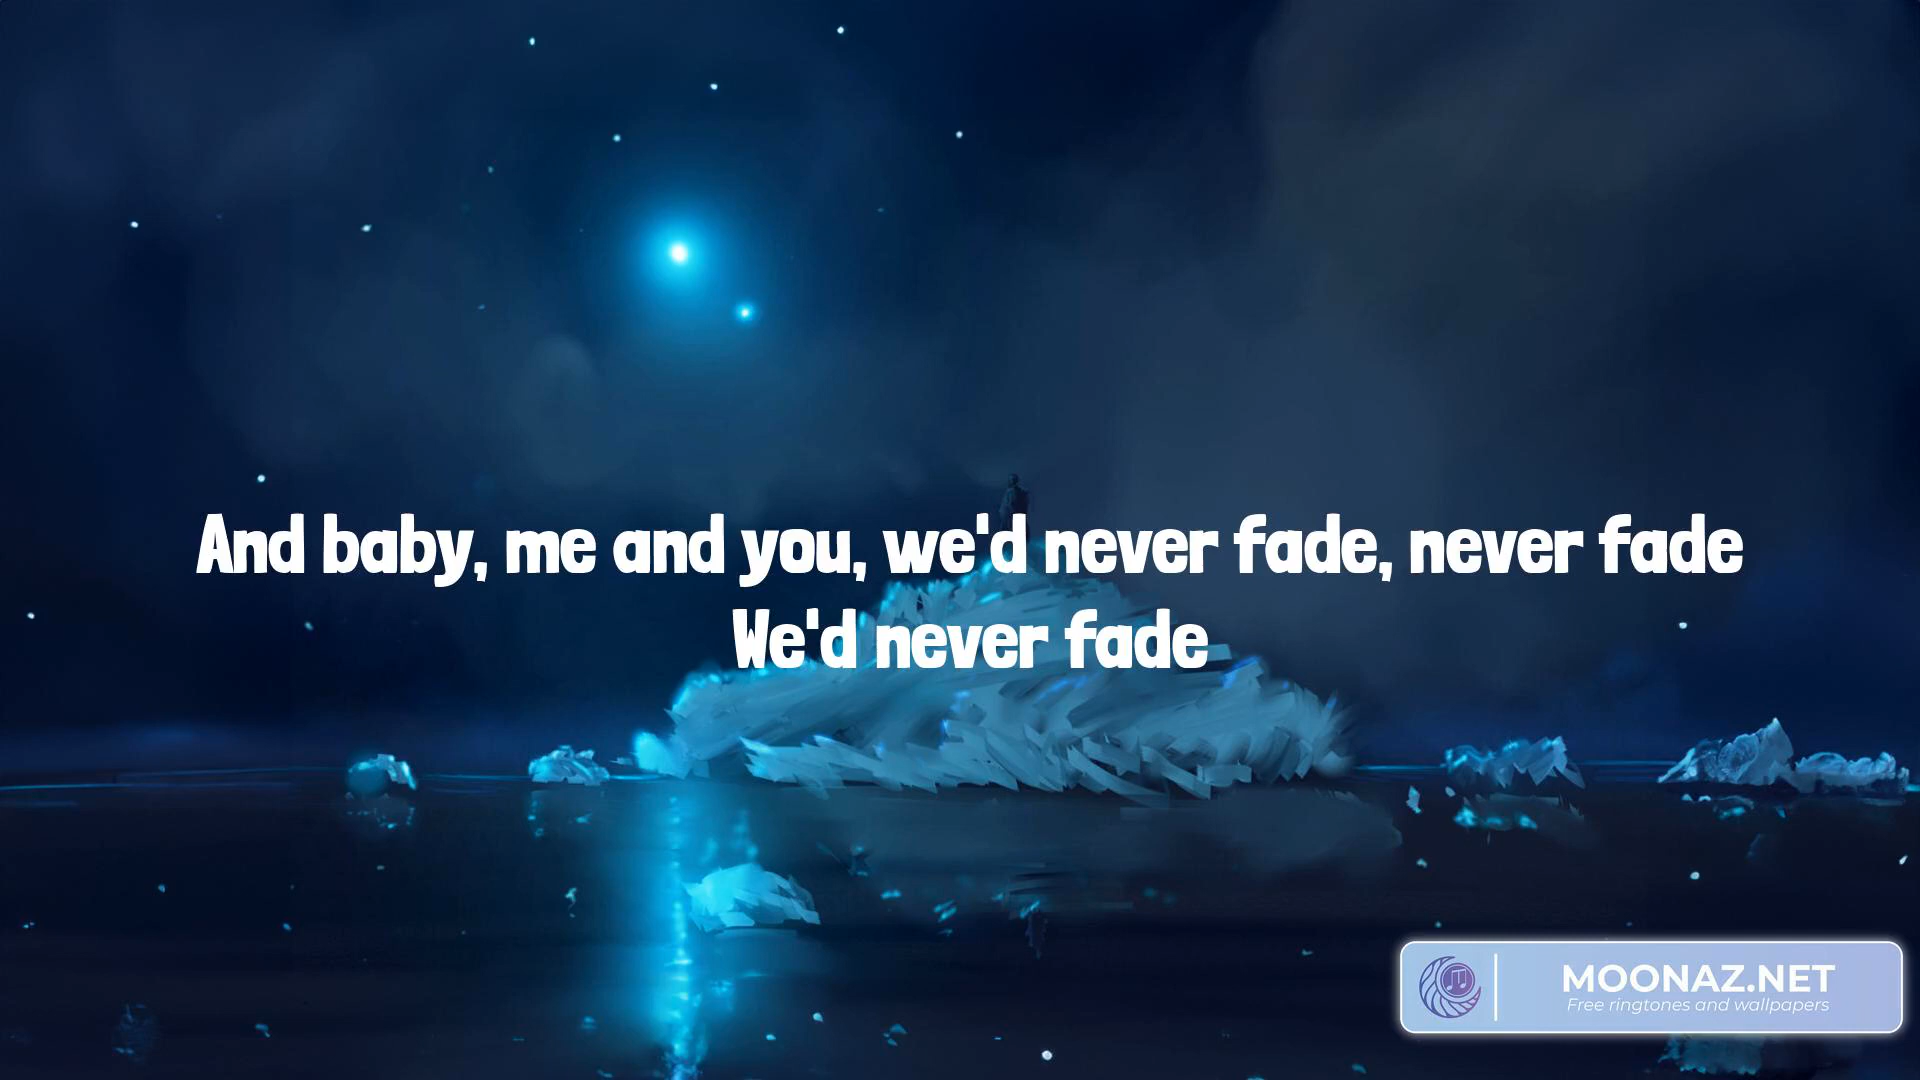 And baby, me and you, we'd never fade, never fade
We'd never fade
MOONAZ.NET
Free ringtones and wallpapers